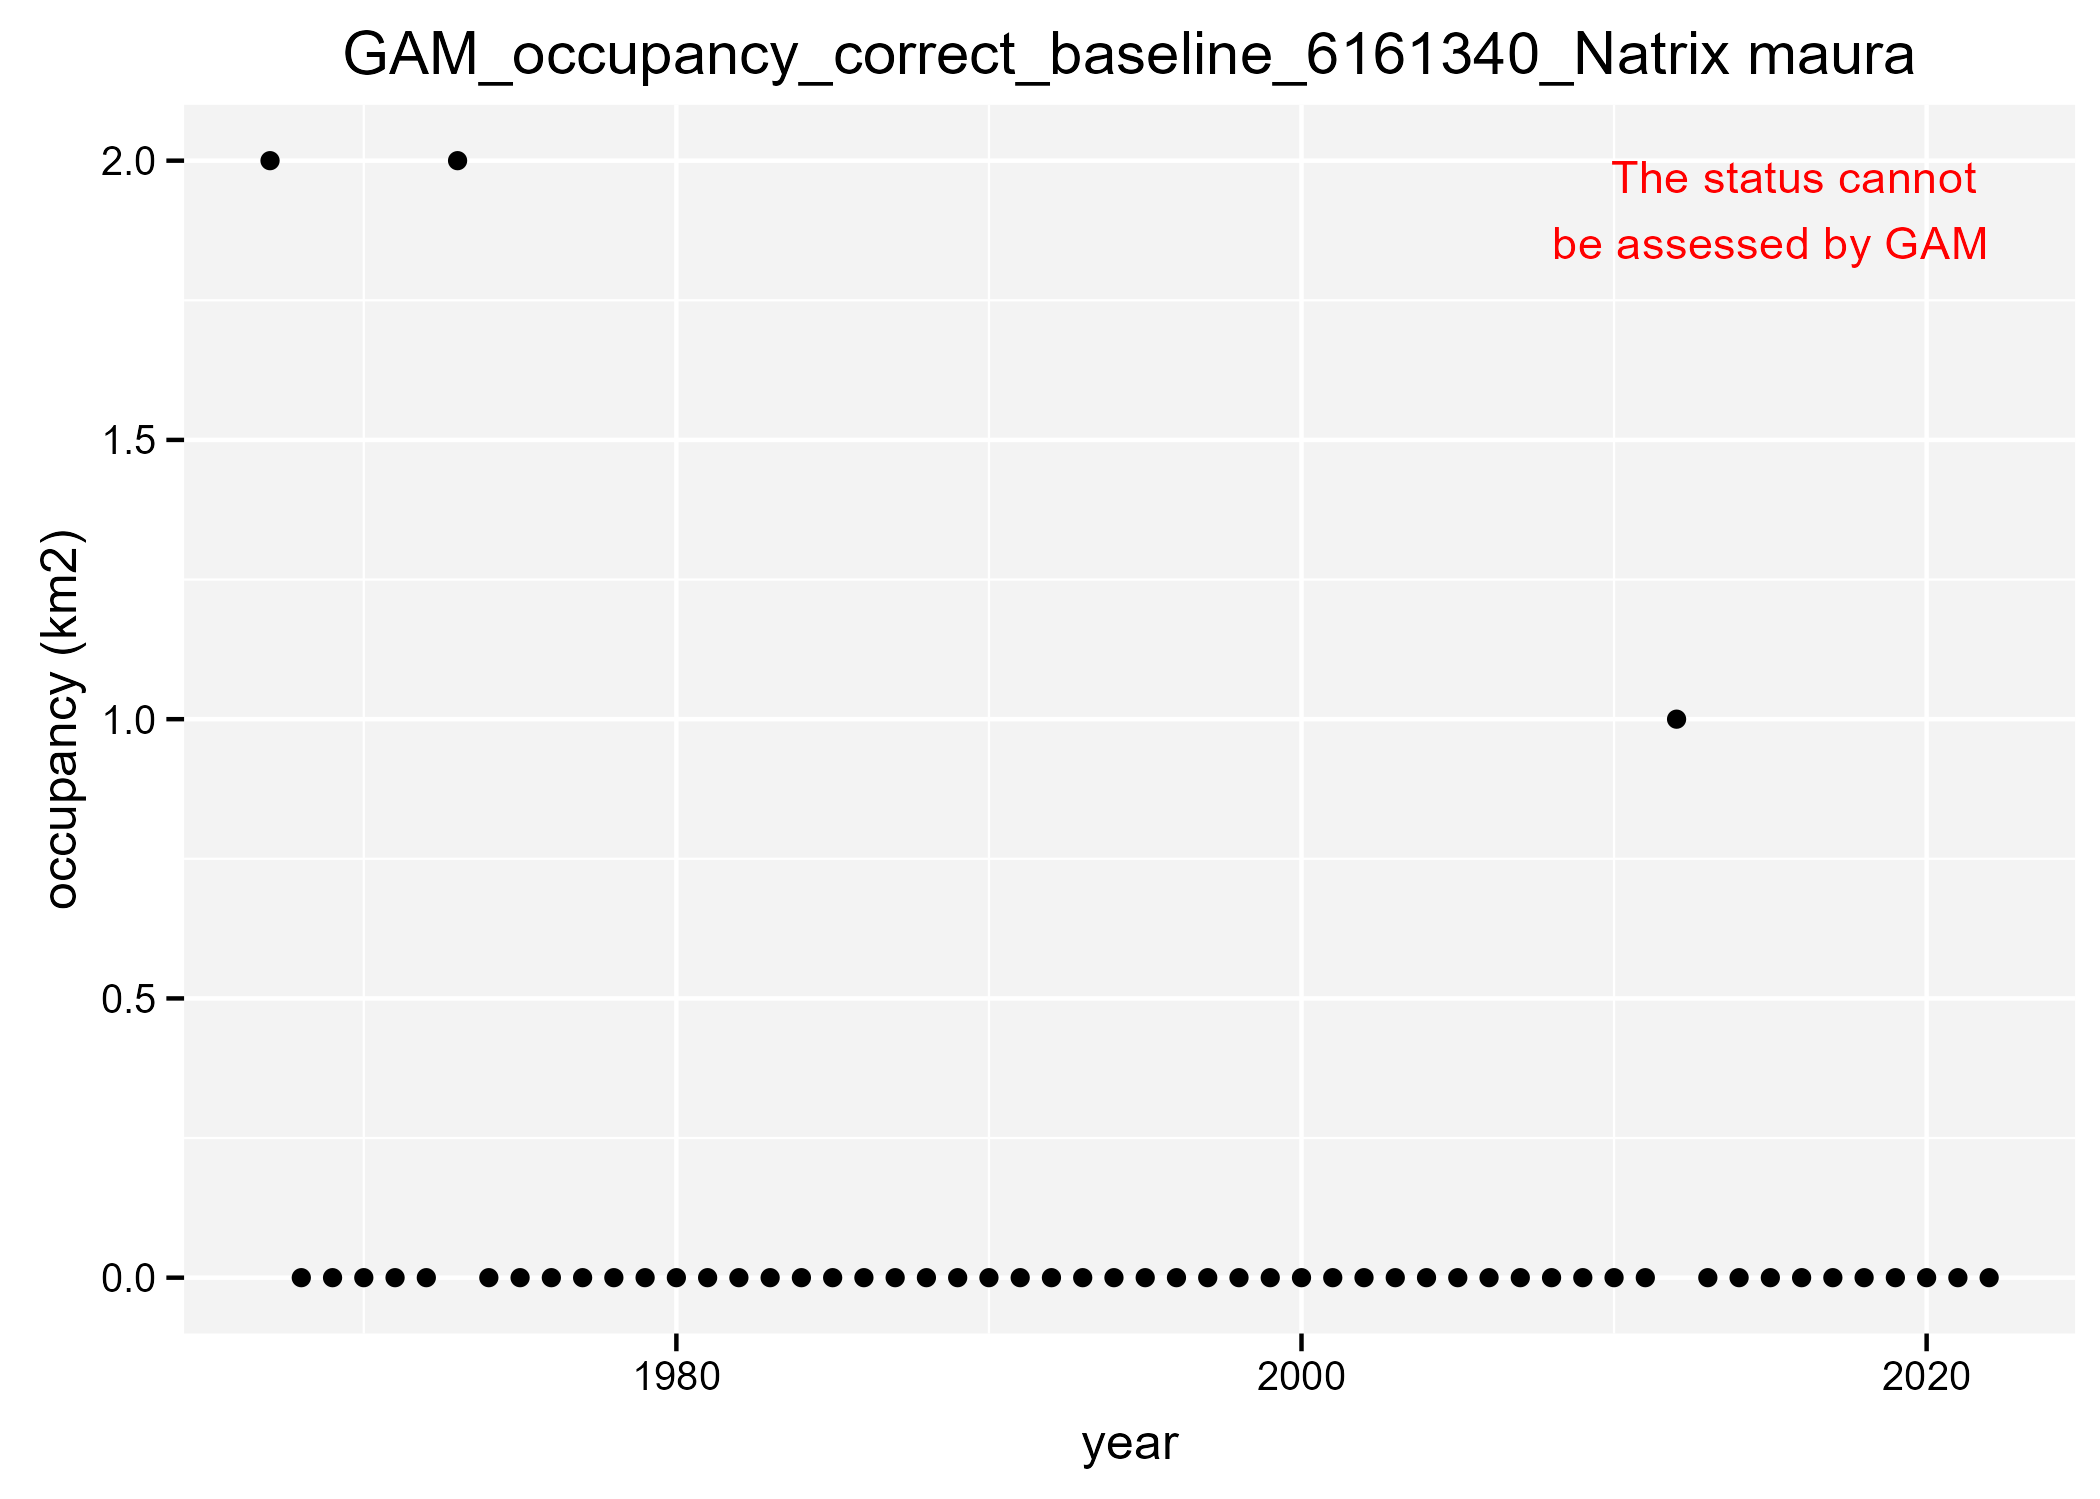 GAM_occupancy_correct_baseline_6161340_Natrix maura
The status cannot
be assessed by GAM
2.0
1.5
1.0
0.5
0.0
occupancy (km2)
1980
2000
2020
year